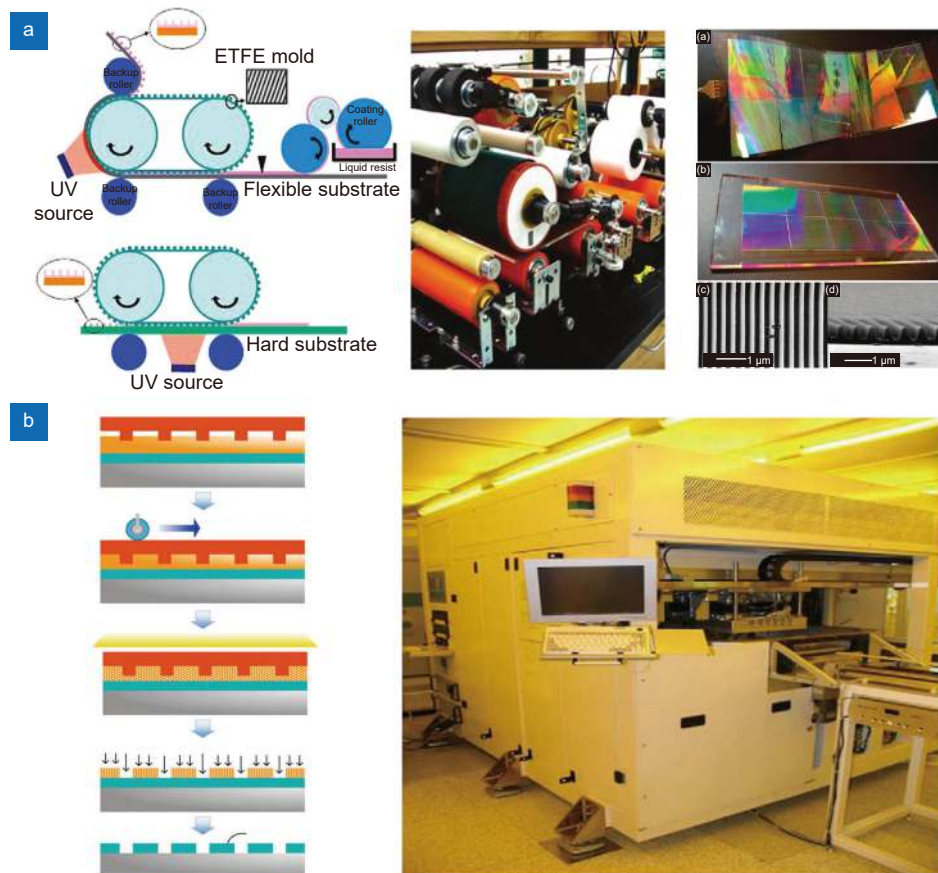 a
Backup
roller
ETFE mold
Coating
roller
Liquid resist
UV
source
Backup
roller
Backup
roller
Flexible substrate
Hard substrate
UV source
(a)
(b)
(c)
(d)
1 μm
1 μm
b